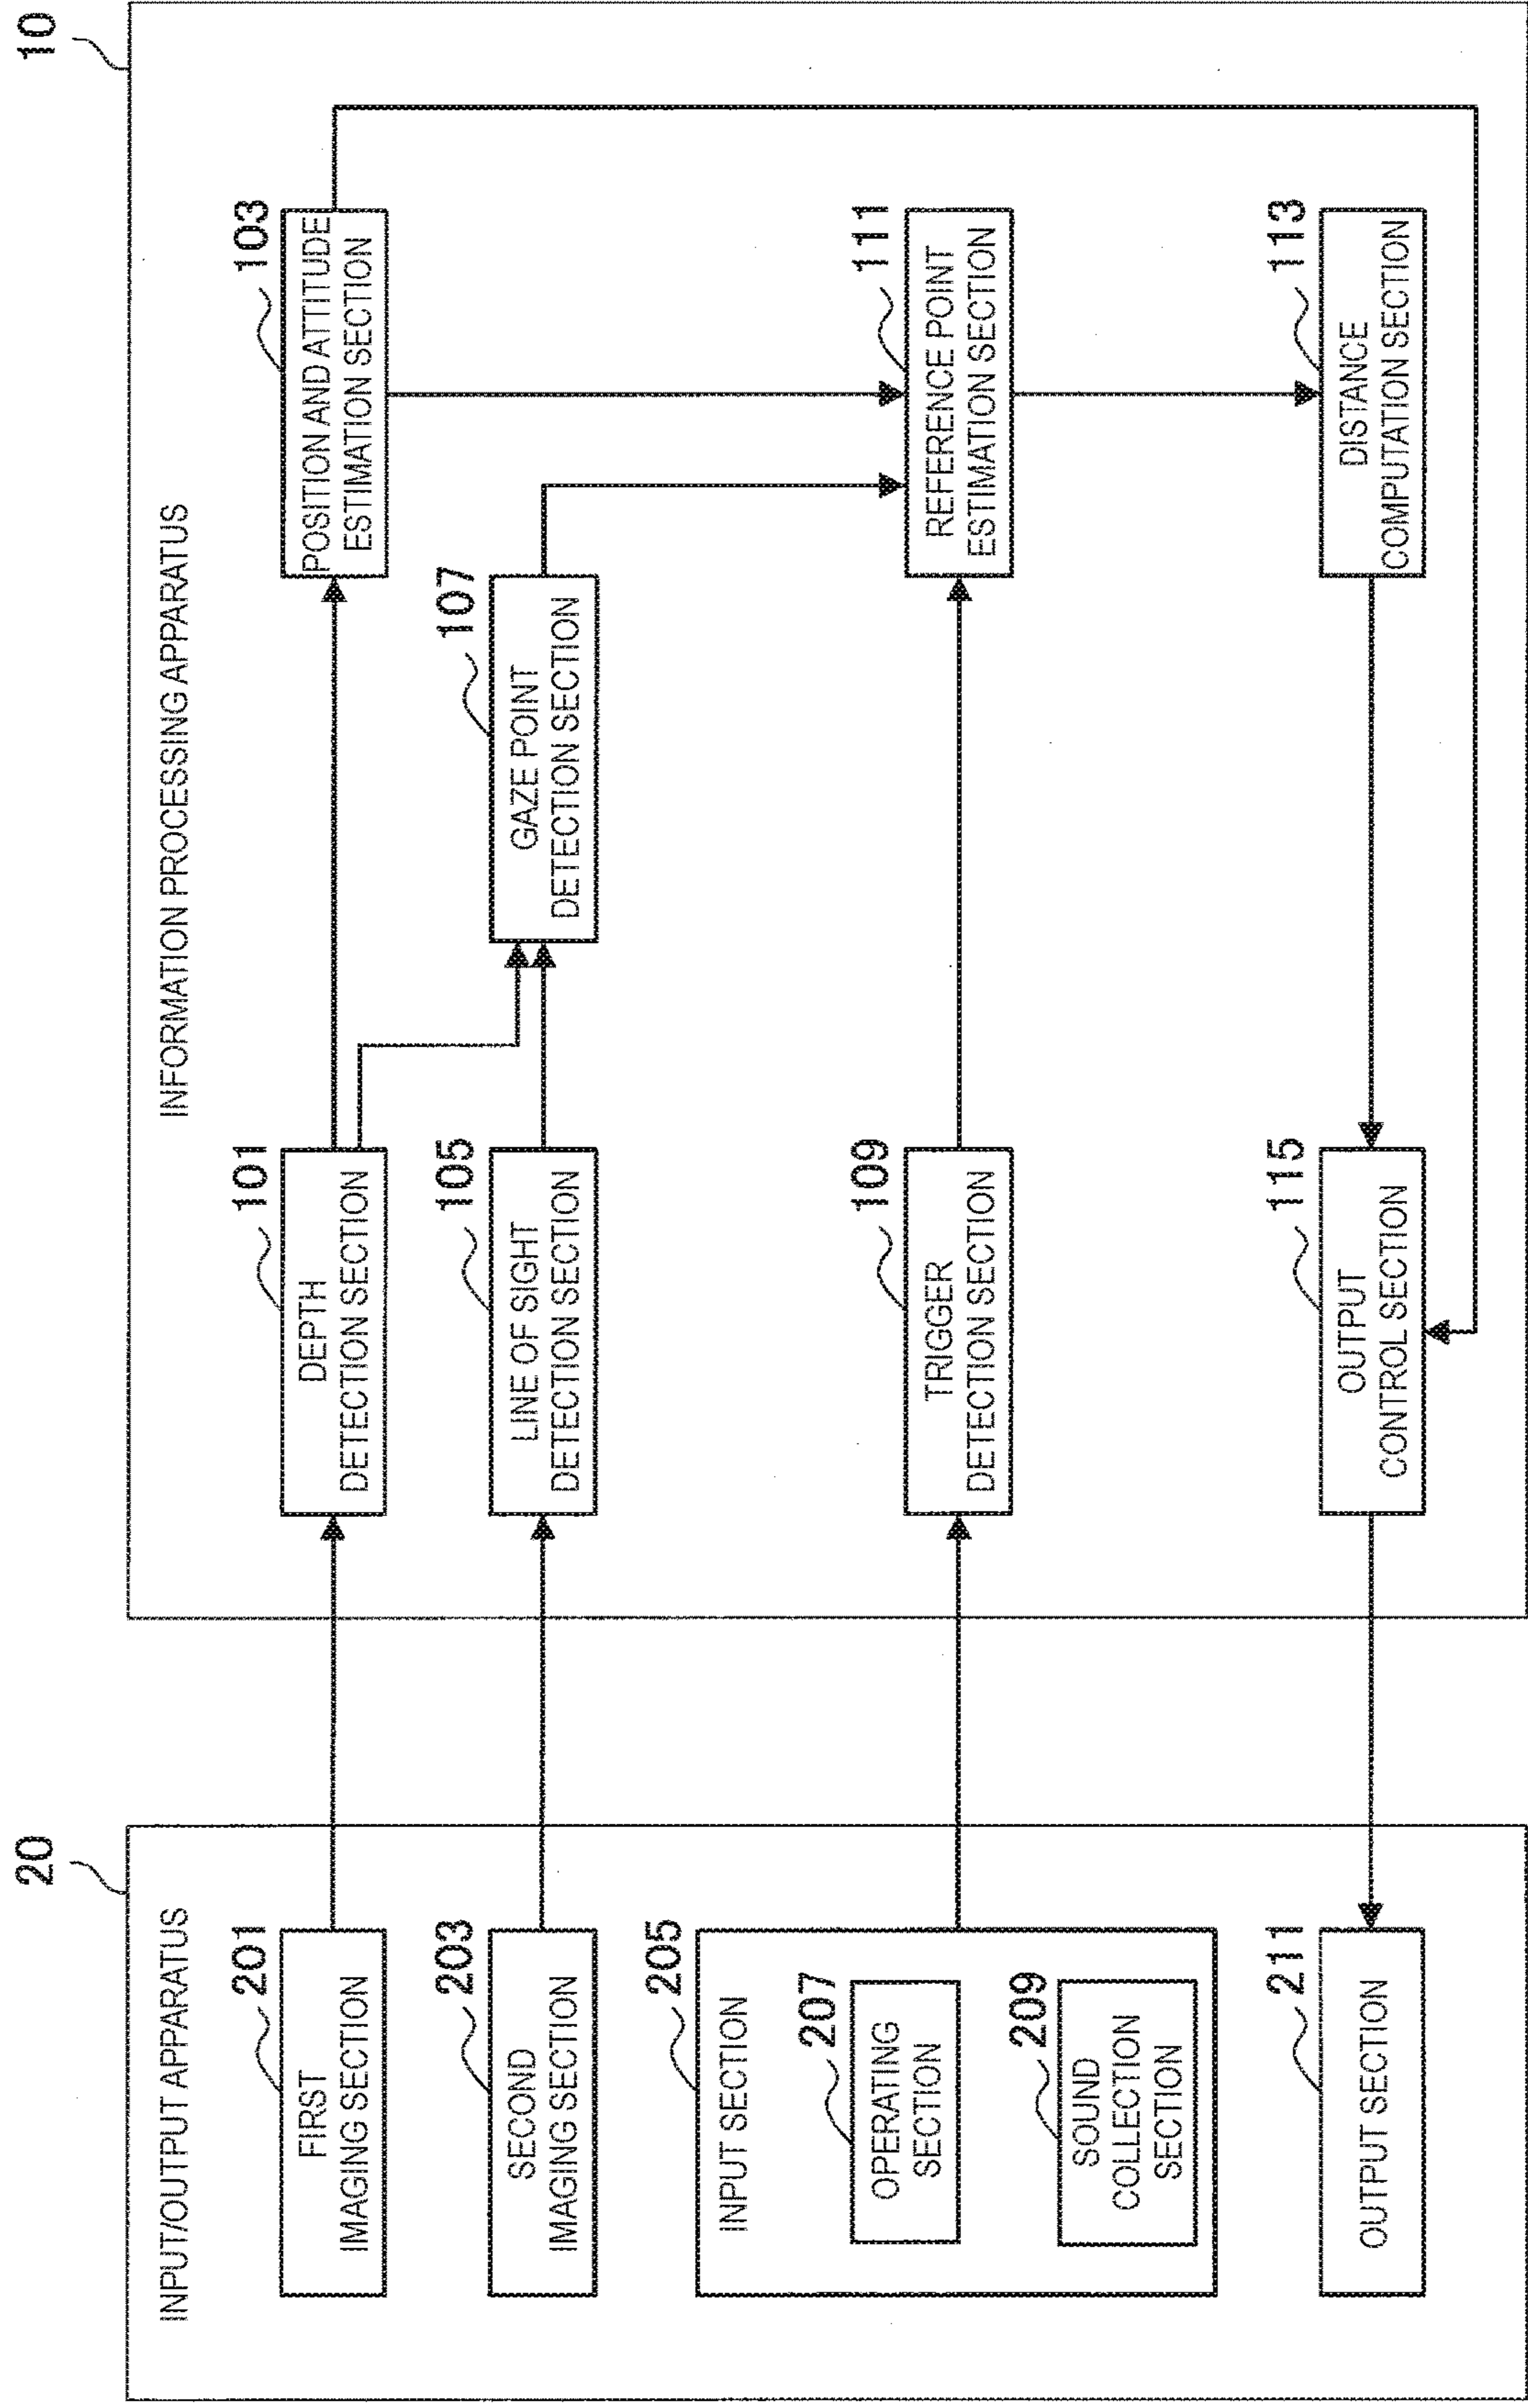 20
INPUT/OUTPUT APPARATUS
201
FIRST
IMAGING SECTION
203
SECOND
IMAGING SECTION
205
INPUT SECTION
207
OPERATING
SECTION
209
SOUND
COLLECTION
SECTION
211
OUTPUT SECTION
10
INFORMATION PROCESSING APPARATUS
101
DEPTH
DETECTION SECTION
103
POSITION AND ATTITUDE
ESTIMATION SECTION
105
LINE OF SIGHT
DETECTION SECTION
107
GAZE POINT
DETECTION SECTION
109
TRIGGER
DETECTION SECTION
111
REFERENCE POINT
ESTIMATION SECTION
115
OUTPUT
CONTROL SECTION
113
DISTANCE
COMPUTATION SECTION